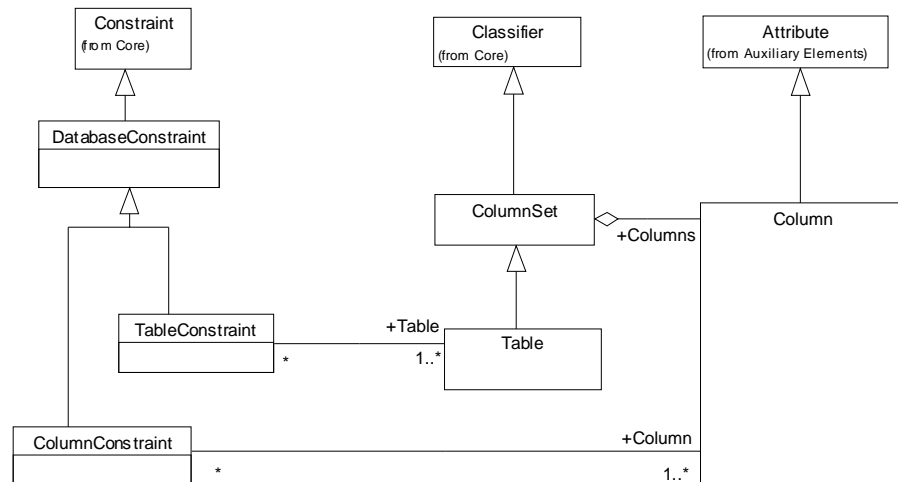 Constraint
(from Core)
Classifier
(from Core)
Attribute
(from Auxiliary Elements)
DatabaseConstraint
ColumnSet
+Columns
Column
TableConstraint
*
+Table
1..*
Table
ColumnConstraint
*
+Column
1..*